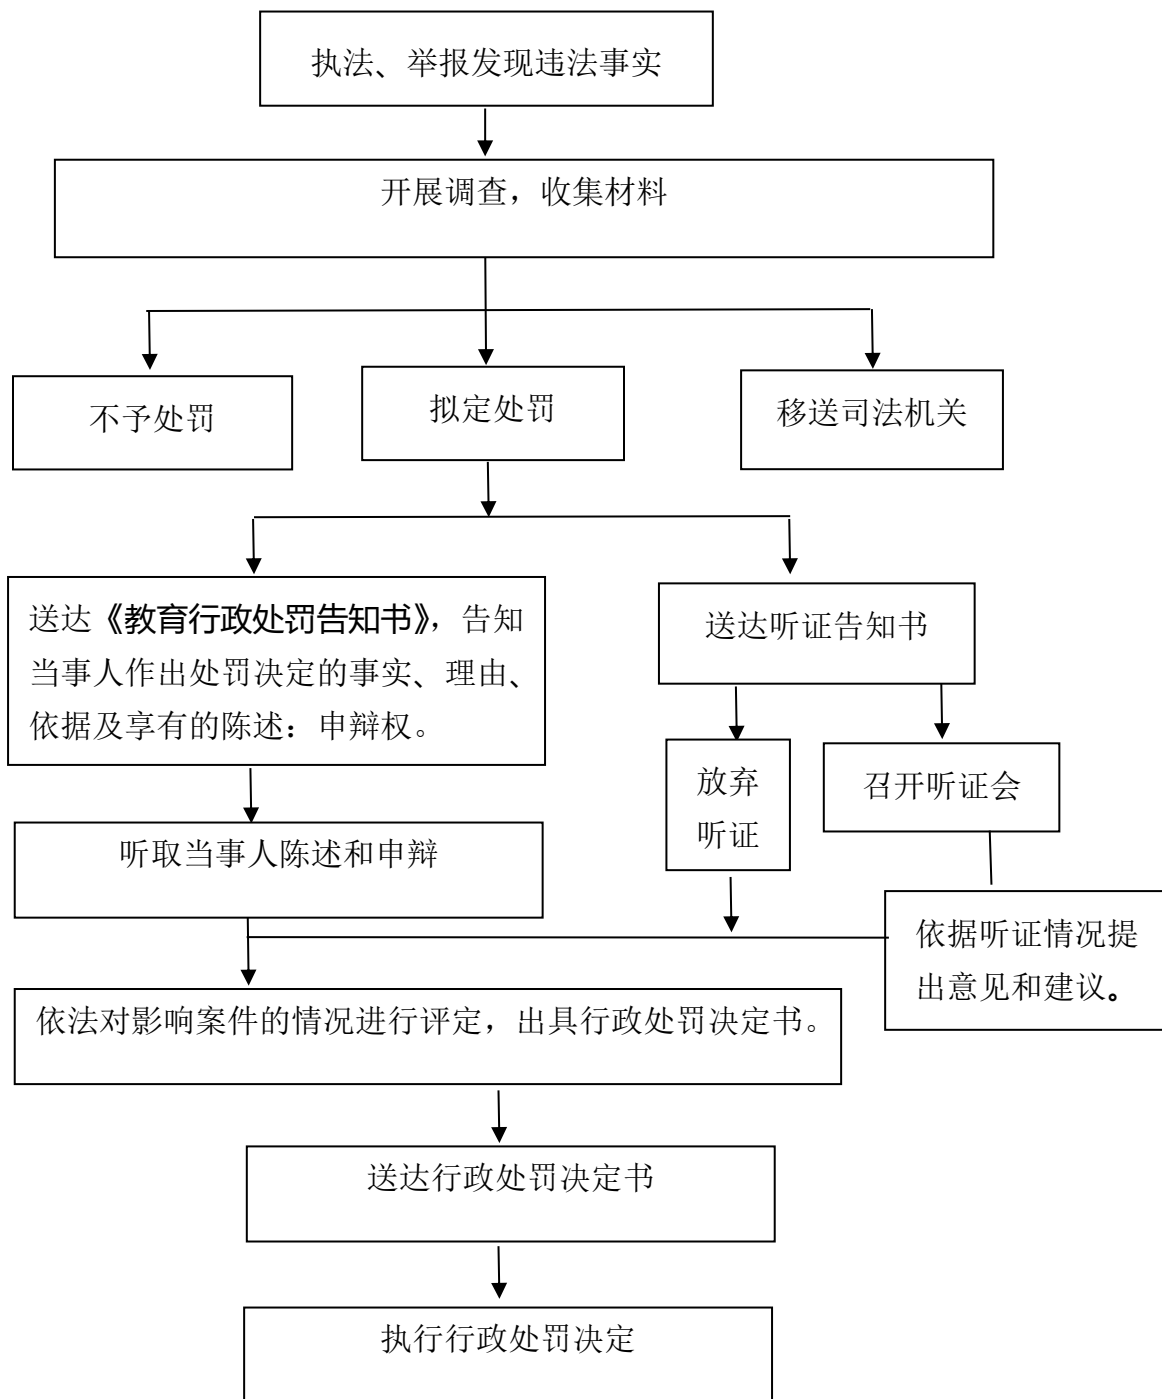 执法、举报发现违法事实
开展调查，收集材料
不予处罚
拟定处罚
移送司法机关
送达《教育行政处罚告知书》，告知
当事人作出处罚决定的事实、理由、
依据及享有的陈述：申辩权。
送达听证告知书
放弃
听证
召开听证会
听取当事人陈述和申辩
依据听证情况提
出意见和建议。
依法对影响案件的情况进行评定，出具行政处罚决定书。
送达行政处罚决定书
执行行政处罚决定